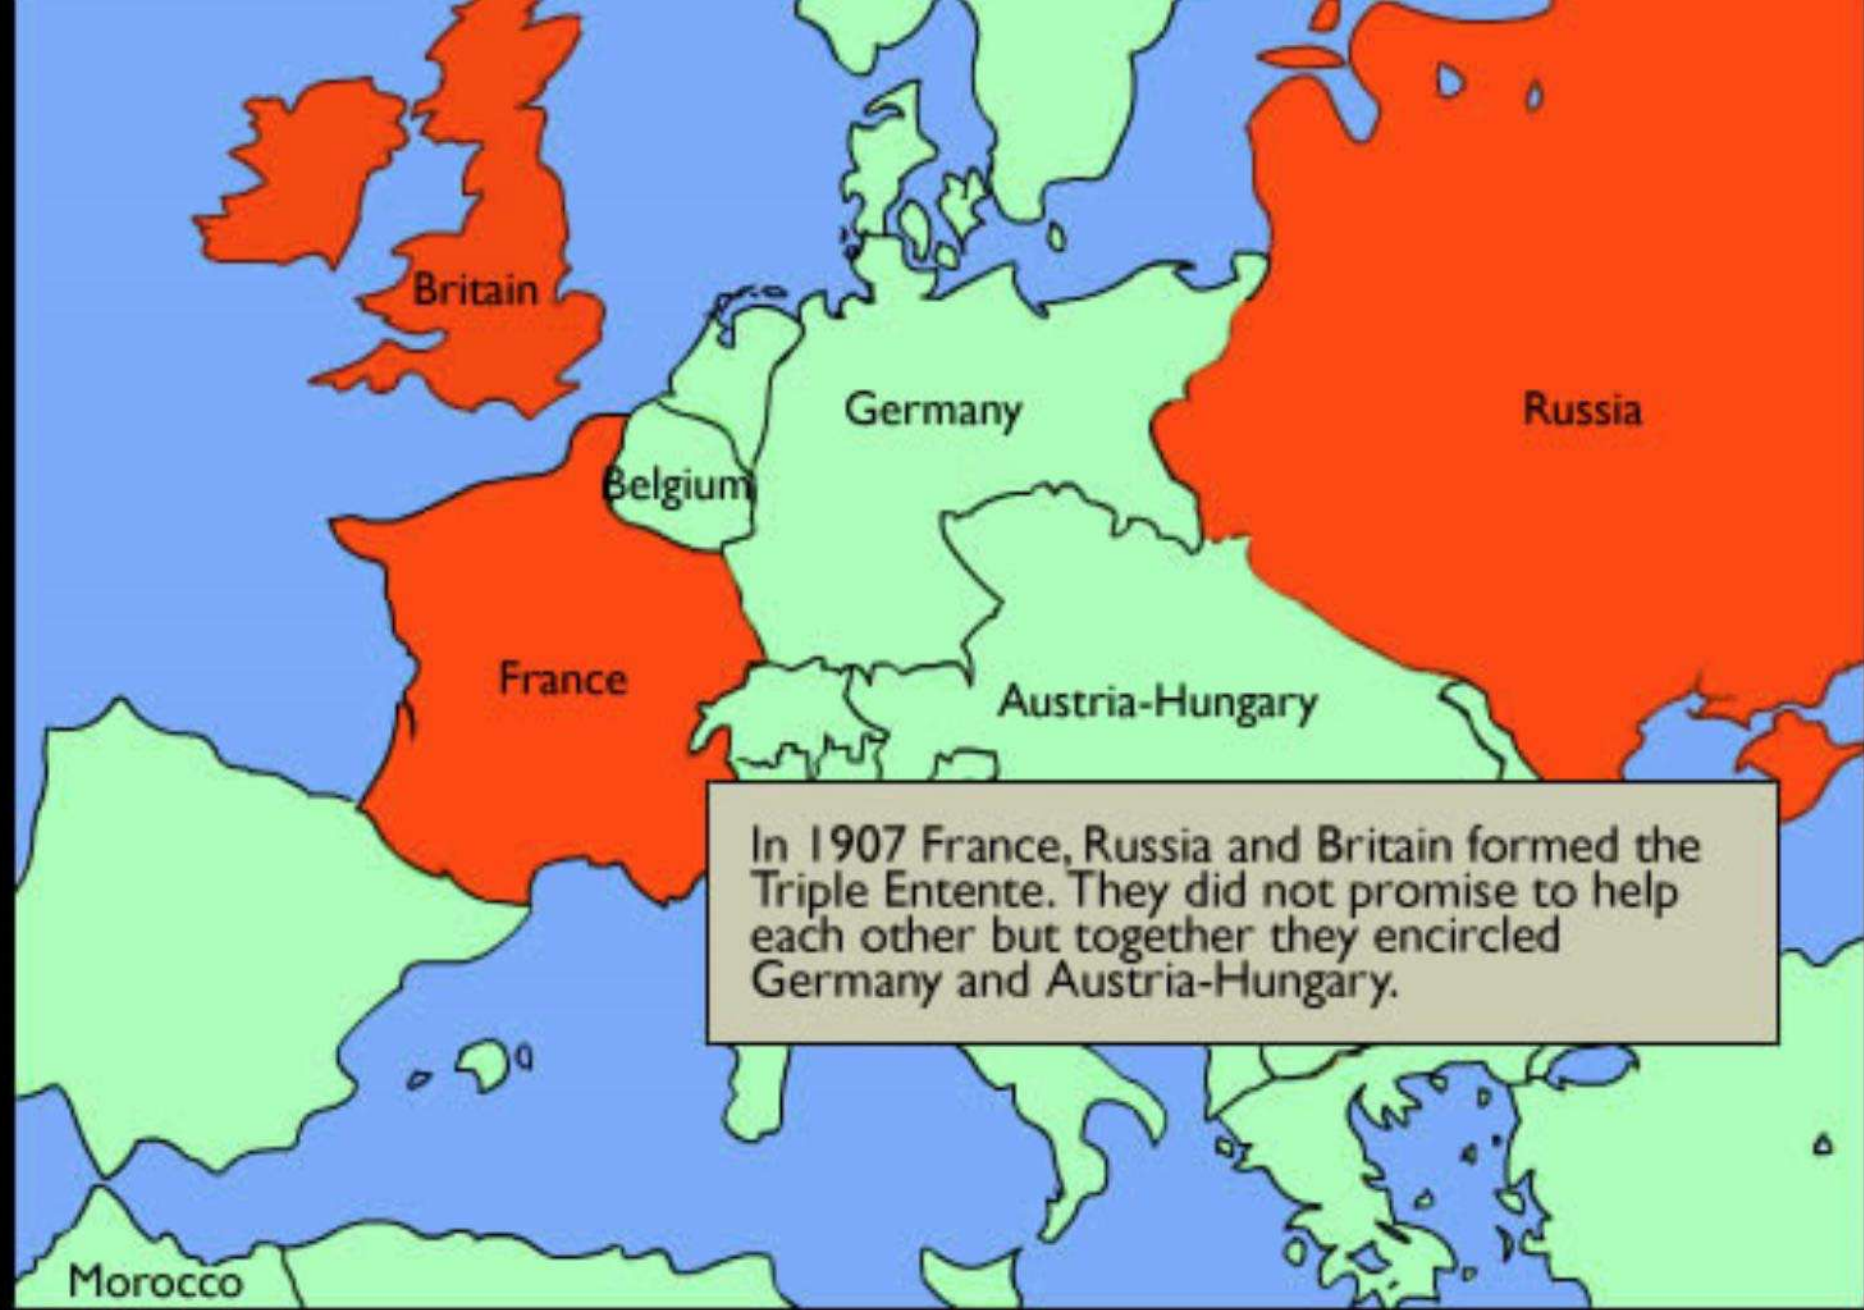 Britain
Germany
Russia
Belgium
France
Austria-Hungary
In 1907 France, Russia and Britain formed the
Triple Entente. They did not promise to help
each other but together they encircled
Germany and Austria-Hungary.
Morocco